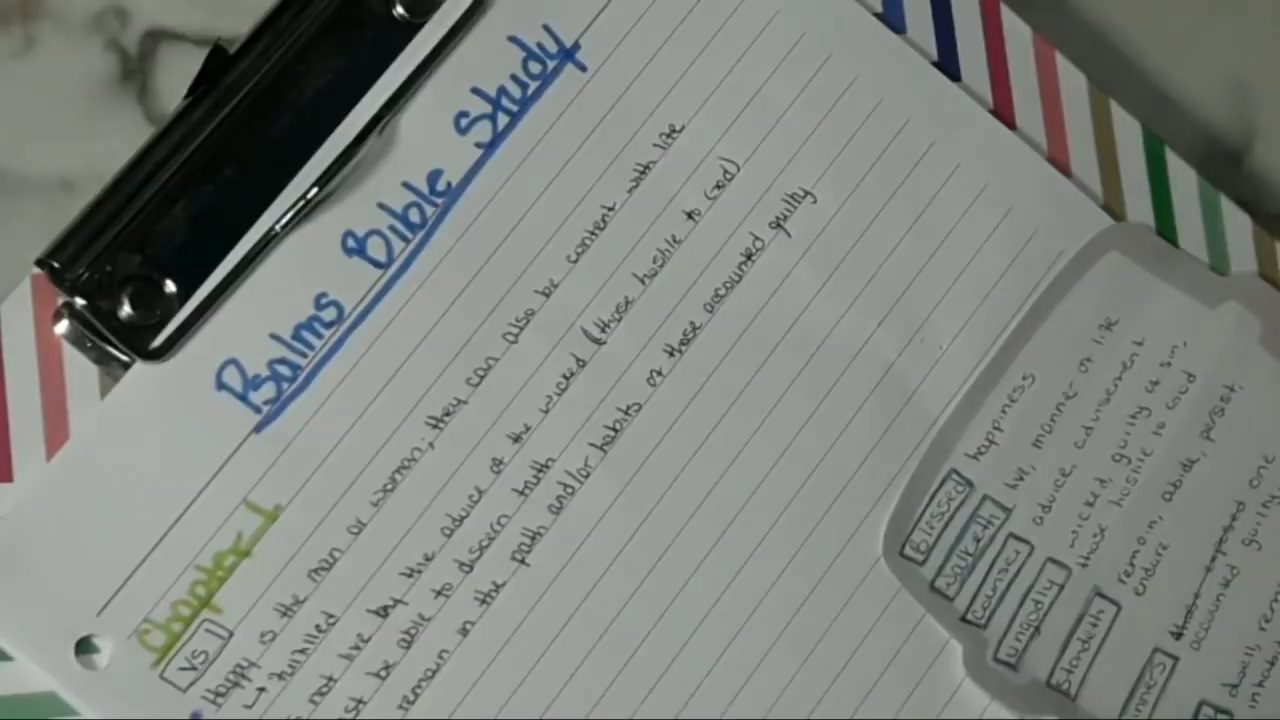 Psalms Bible Study
Chapter 1
VS 1
Happy is the man or woman; they can also be content with life
↳ fulfilled
not live by the advice of the wicked (those hostile to God)
be able to discern truth
remain in the path and/or habits of those accounted guilty
Blessed happiness
Walketh live, manner of life
Counsel advice, advisement
ungodly wicked, guilty of sin,
those hostile to God
Standeth remain, abide, persist,
endure
one
accounted guilty
dwell,